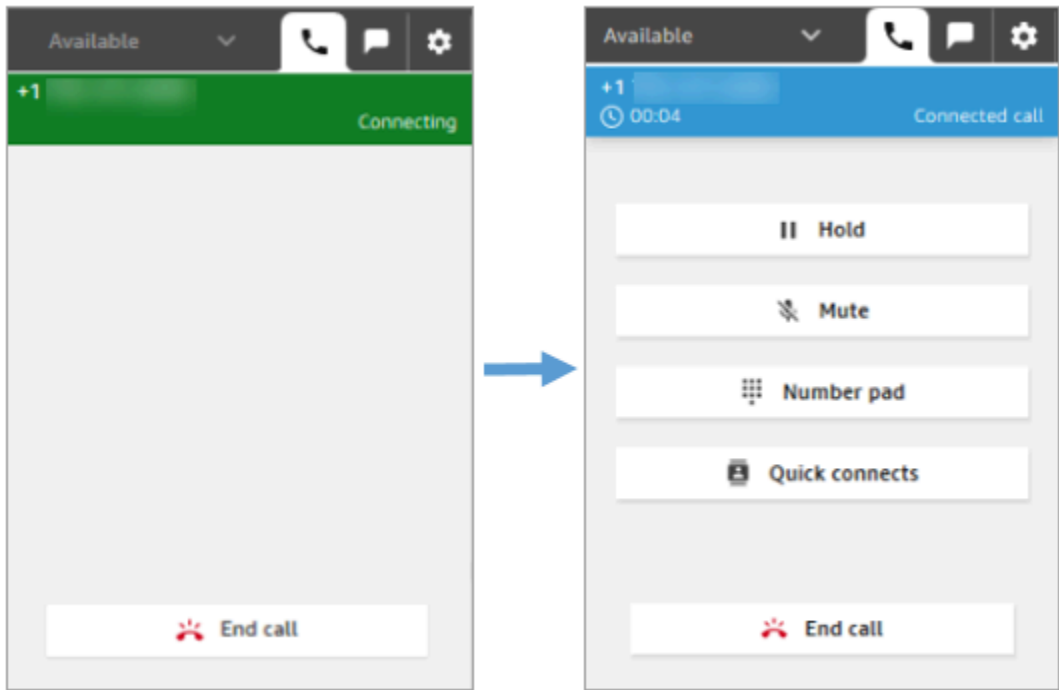 Available
+1
Connecting
End call
Available
+1
00:04 Connected call
Hold
Mute
Number pad
Quick connects
End call